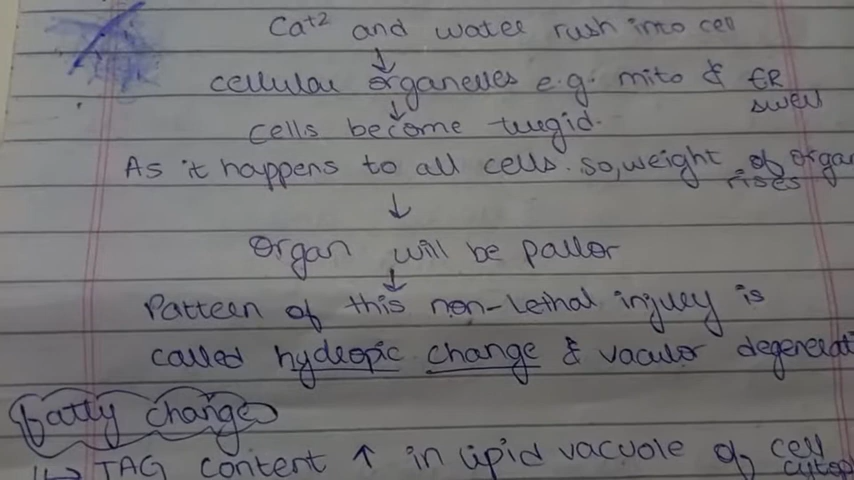 Ca+2 and water rush into cell
↓
cellular organelles e.g. mito & ER swell
↓
cells become turgid.
As it happens to all cells. so, weight of organ rises
↓
Organ will be pallor
↓
Pattern of this non-lethal injury is
called hydropic change & vaculor degenerat
Fatty change
↳ TAG content ↑ in lipid vacuole of cell cytop